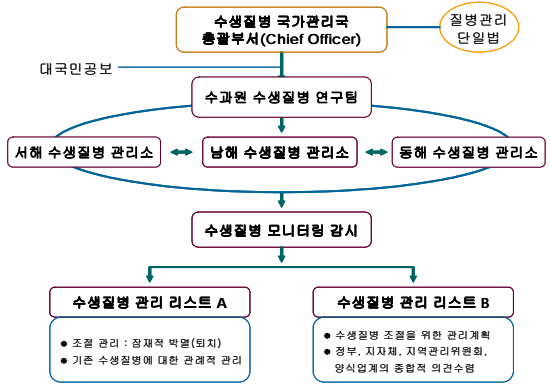 수생질병 국가관리국
총괄부서(Chief Officer)
질병관리
단일법
대국민공보
수과원 수생질병 연구팀
서해 수생질병 관리소
남해 수생질병 관리소
동해 수생질병 관리소
수생질병 모니터링 감시
수생질병 관리 리스트 A
● 조절 관리 : 잠재적 박멸(퇴치)
● 기존 수생질병에 대한 관례적 관리
수생질병 관리 리스트 B
● 수생질병 조절을 위한 관리계획
● 정부, 지자체, 지역관리위원회,
양식업계의 종합적 의견수령